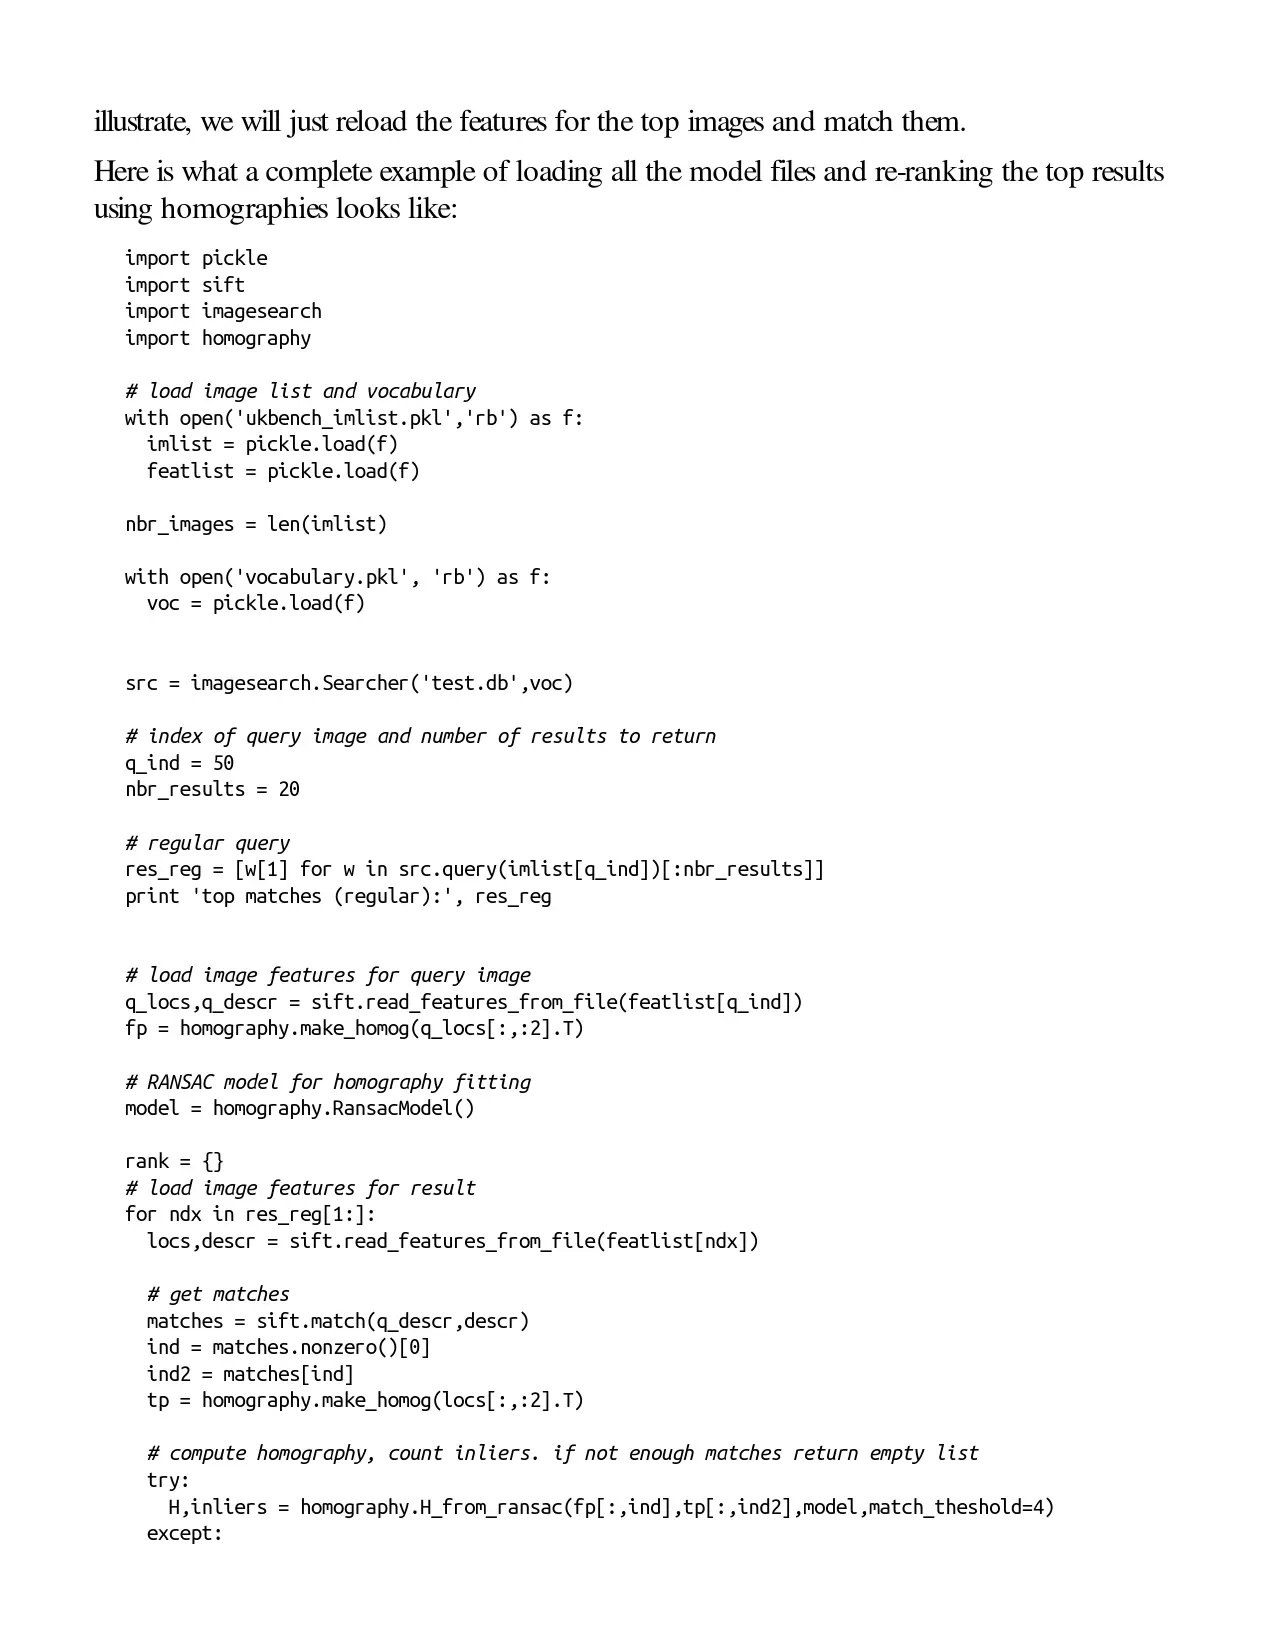 illustrate, we will just reload the features for the top images and match them.
Here is what a complete example of loading all the model files and re-ranking the top results
using homographies looks like:
import pickle
import sift
import imagesearch
import homography
# load image list and vocabulary
with open('ukbench_imlist.pkl','rb') as f:
  imlist = pickle.load(f)
  featlist = pickle.load(f)
nbr_images = len(imlist)
with open('vocabulary.pkl', 'rb') as f:
  voc = pickle.load(f)
src = imagesearch.Searcher('test.db',voc)
# index of query image and number of results to return
q_ind = 50
nbr_results = 20
# regular query
res_reg = [w[1] for w in src.query(imlist[q_ind])[:nbr_results]]
print 'top matches (regular):', res_reg
# load image features for query image
q_locs,q_descr = sift.read_features_from_file(featlist[q_ind])
fp = homography.make_homog(q_locs[:,:2].T)
# RANSAC model for homography fitting
model = homography.RansacModel()
rank = {}
# load image features for result
for ndx in res_reg[1:]:
  locs,descr = sift.read_features_from_file(featlist[ndx])
  # get matches
  matches = sift.match(q_descr,descr)
  ind = matches.nonzero()[0]
  ind2 = matches[ind]
  tp = homography.make_homog(locs[:,:2].T)
  # compute homography, count inliers. if not enough matches return empty list
  try:
    H,inliers = homography.H_from_ransac(fp[:,ind],tp[:,ind2],model,match_theshold=4)
  except: